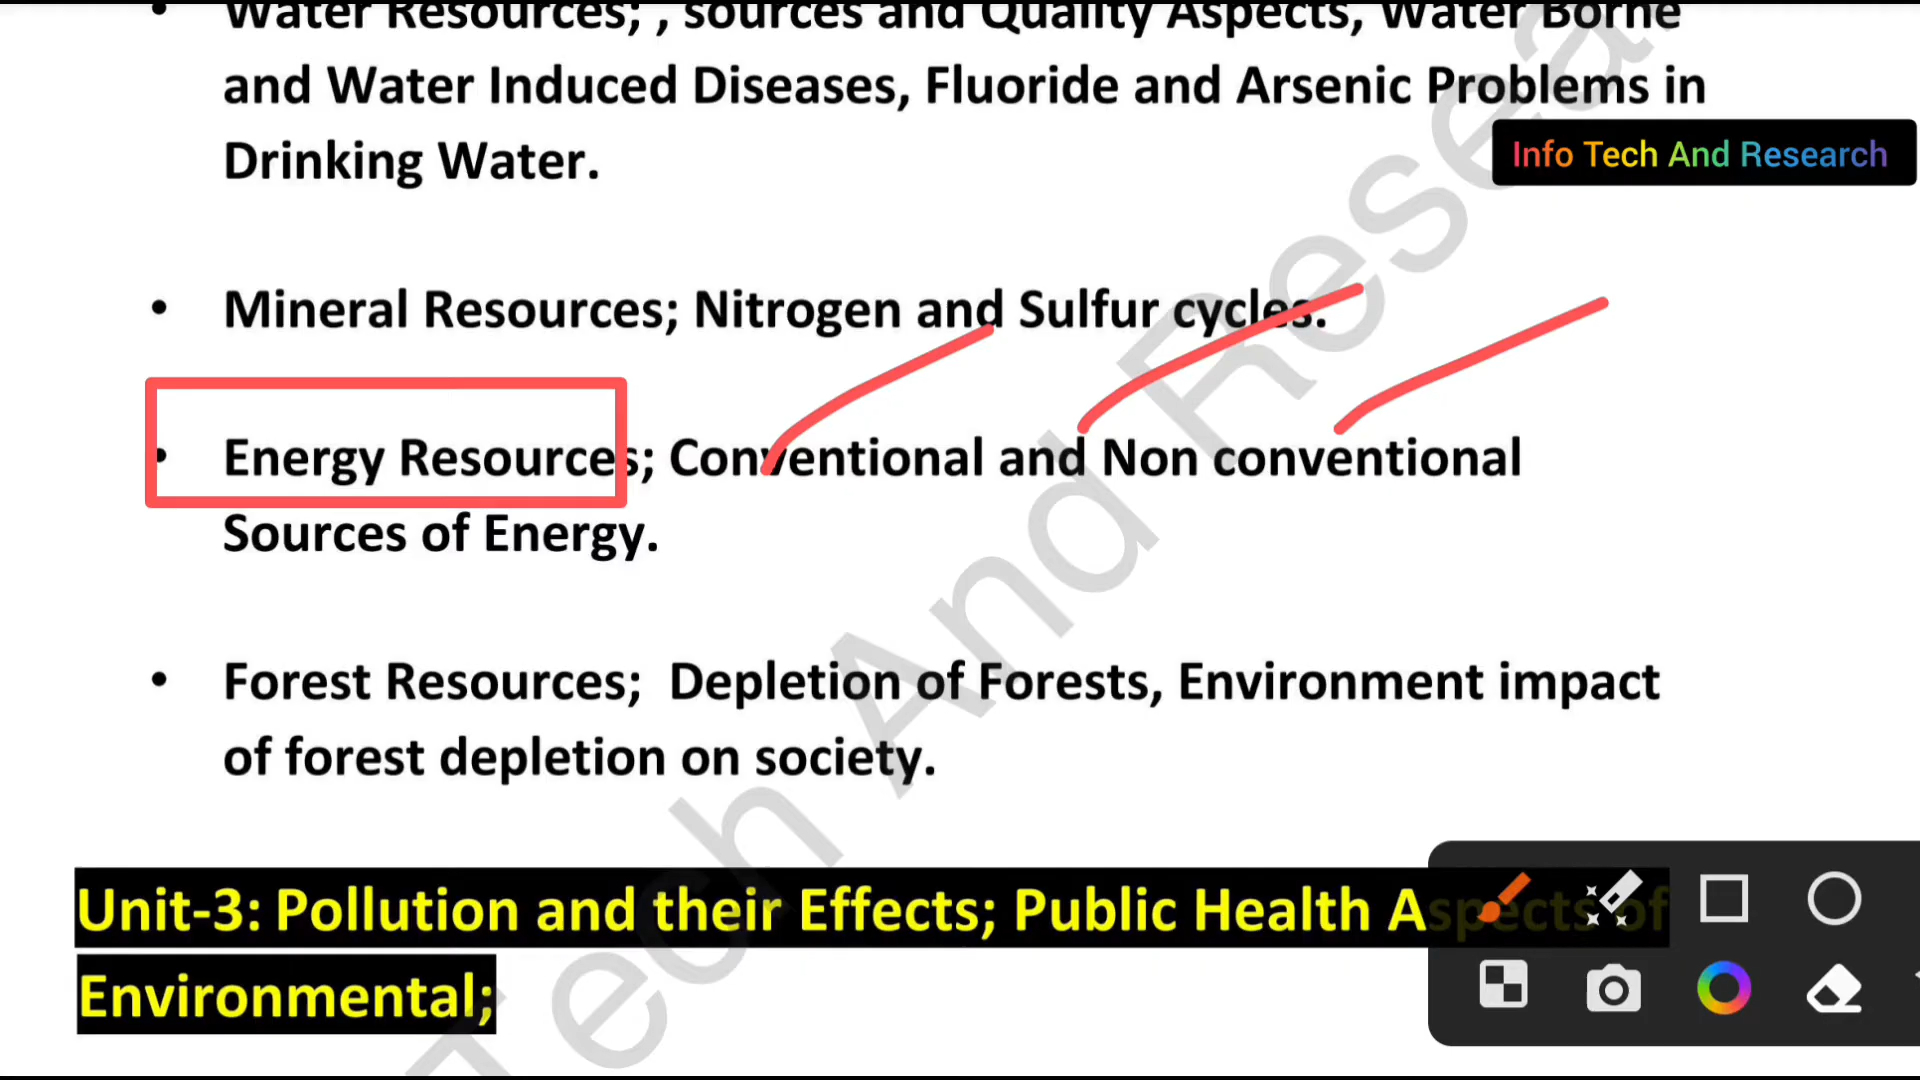 • Water Resources; , sources and Quality Aspects, Water Borne
and Water Induced Diseases, Fluoride and Arsenic Problems in
Drinking Water.
Info Tech And Research
• Mineral Resources; Nitrogen and Sulfur cycles.
• Energy Resources; Conventional and Non conventional
Sources of Energy.
• Forest Resources;  Depletion of Forests, Environment impact
of forest depletion on society.
Unit-3: Pollution and their Effects; Public Health Aspects of
Environmental;
Tech And Resea